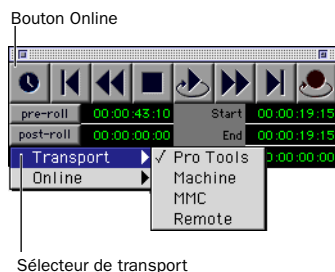 Bouton Online
pre-roll 00:00:43:10 Start 00:00:19:15
post-roll 00:00:00:00 End 00:00:19:15
Transport ✓ Pro Tools 0:00:00:00
Online Machine
MMC
Remote
Sélecteur de transport